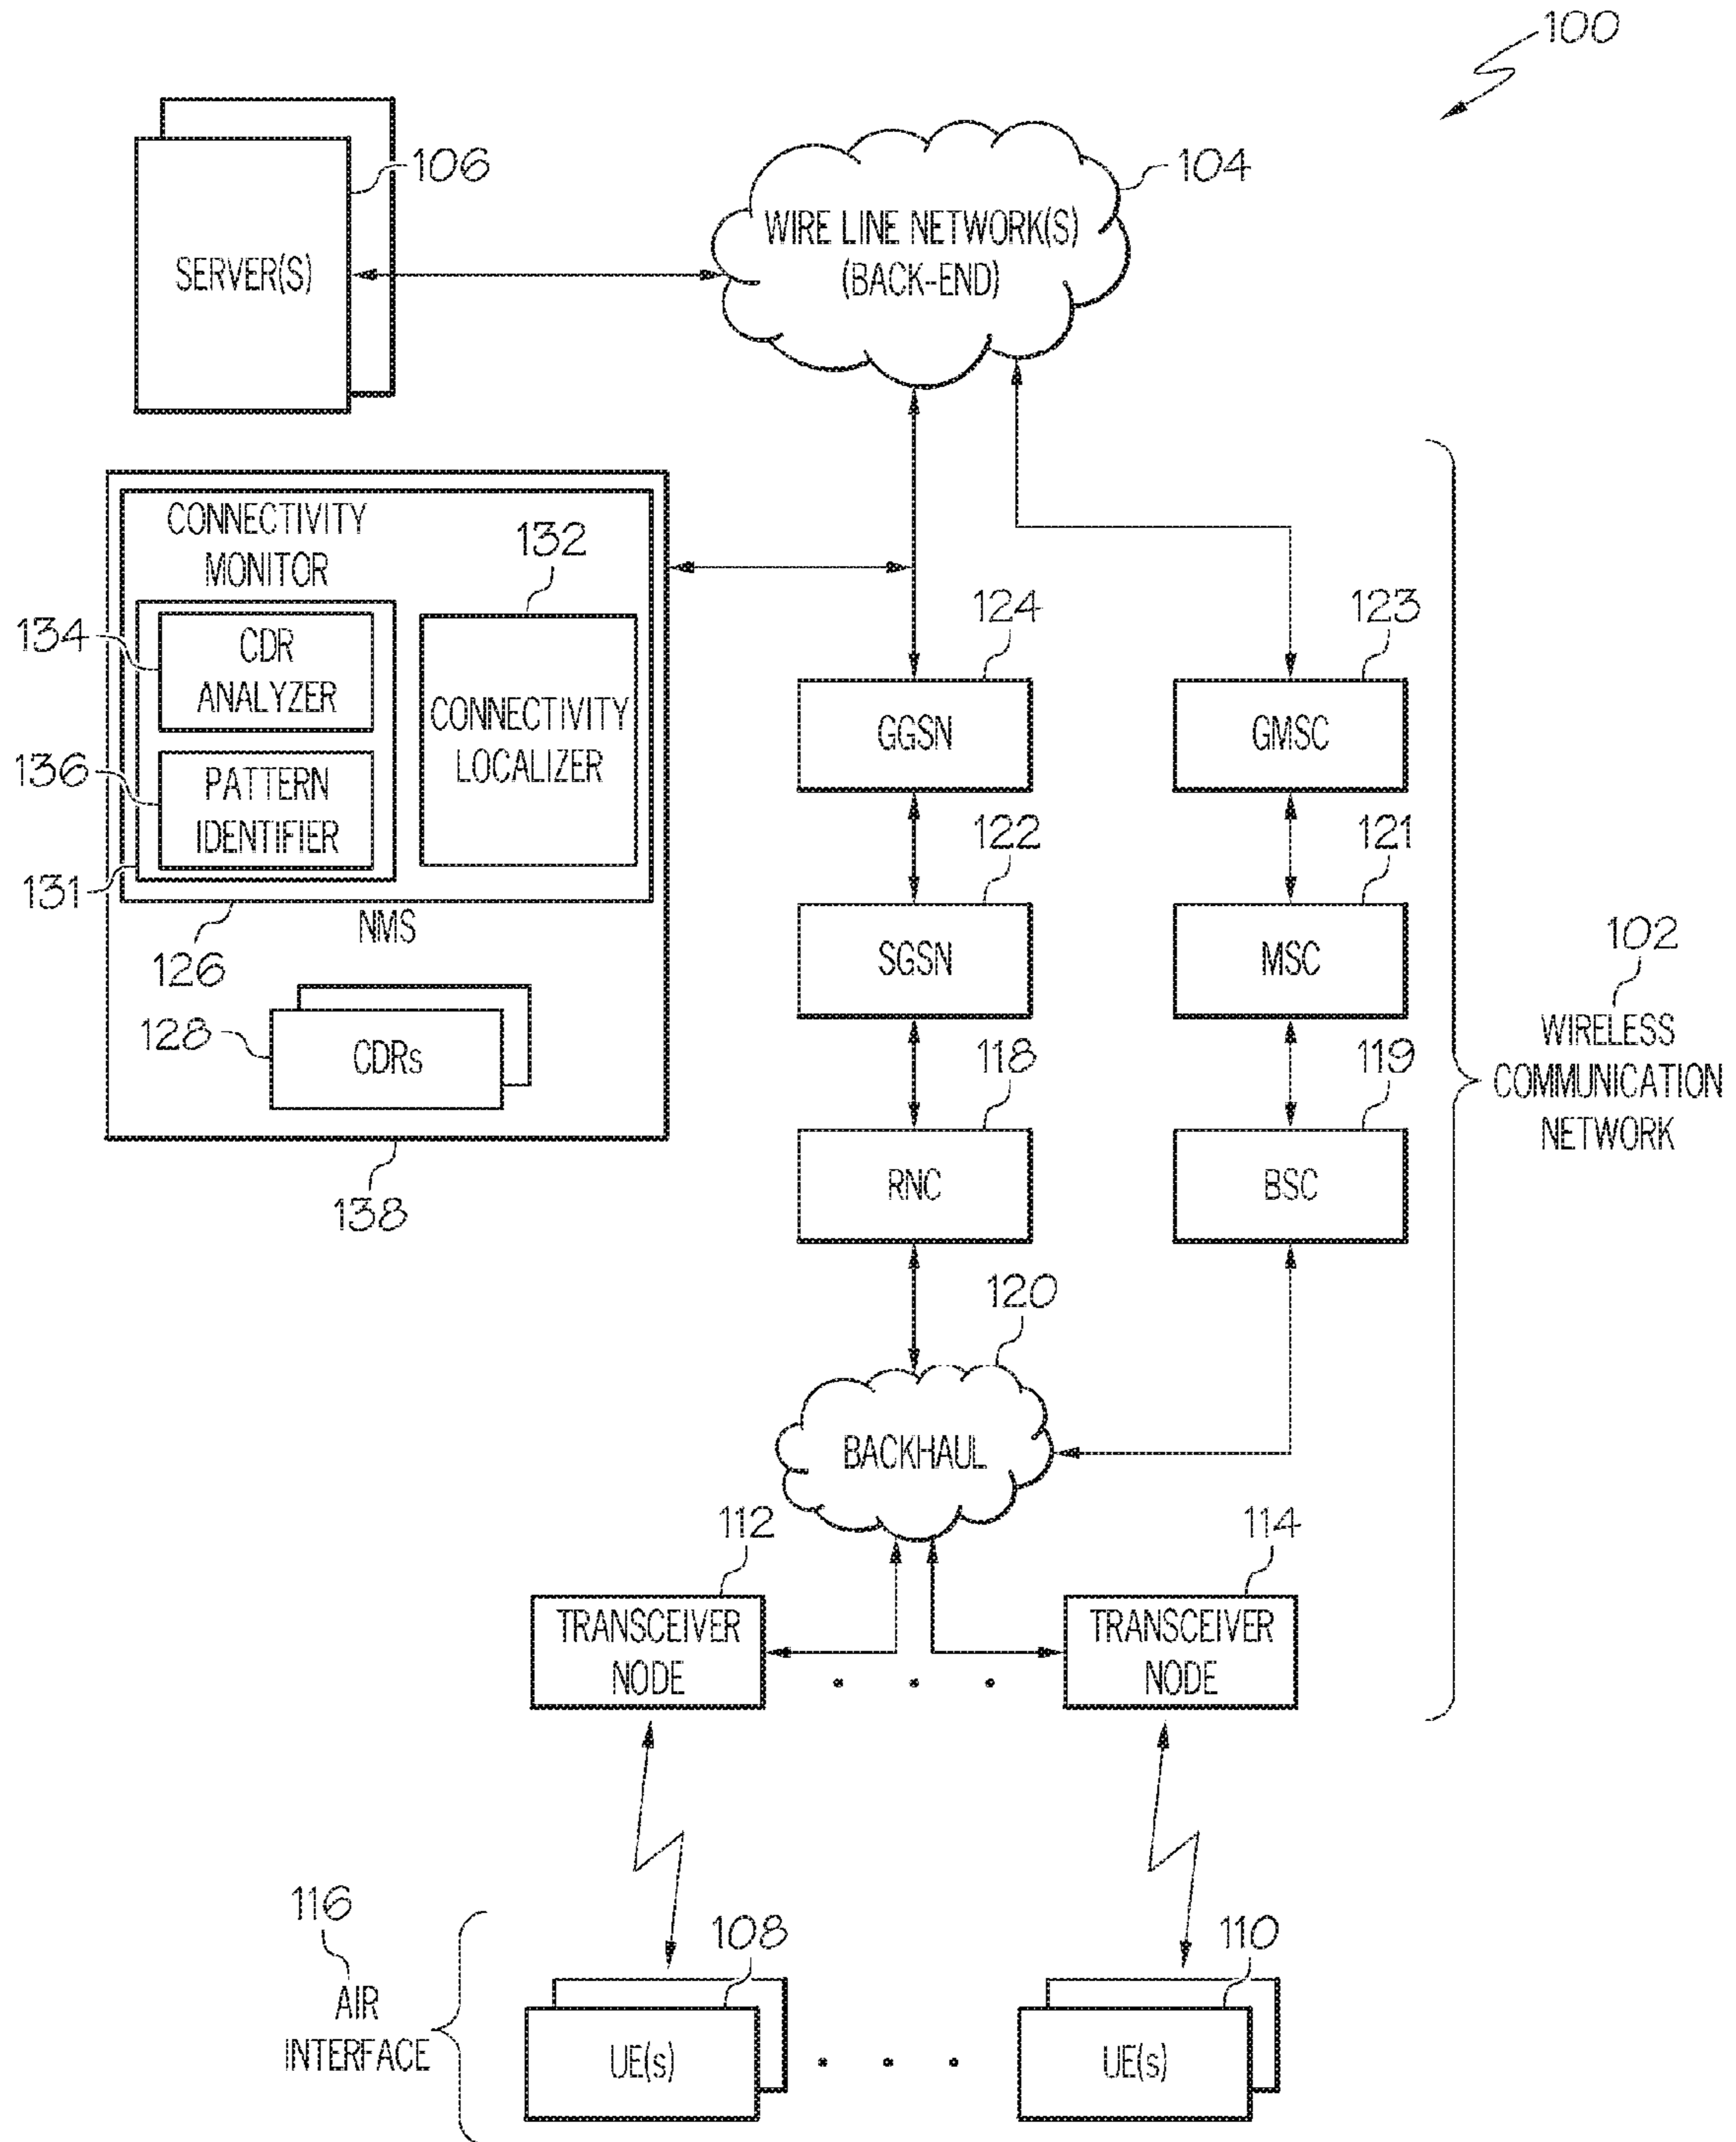 100
106
104
SERVER(S)
WIRE LINE NETWORK(S)
(BACK-END)
CONNECTIVITY
MONITOR
132
134
CDR
ANALYZER
CONNECTIVITY
LOCALIZER
136
PATTERN
IDENTIFIER
131
NMS
126
128
CDRs
138
124
GGSN
123
GMSC
122
SGSN
121
MSC
118
RNC
119
BSC
102
WIRELESS
COMMUNICATION
NETWORK
120
BACKHAUL
112
TRANSCEIVER
NODE
114
TRANSCEIVER
NODE
116
AIR
INTERFACE
108
UE(s)
110
UE(s)